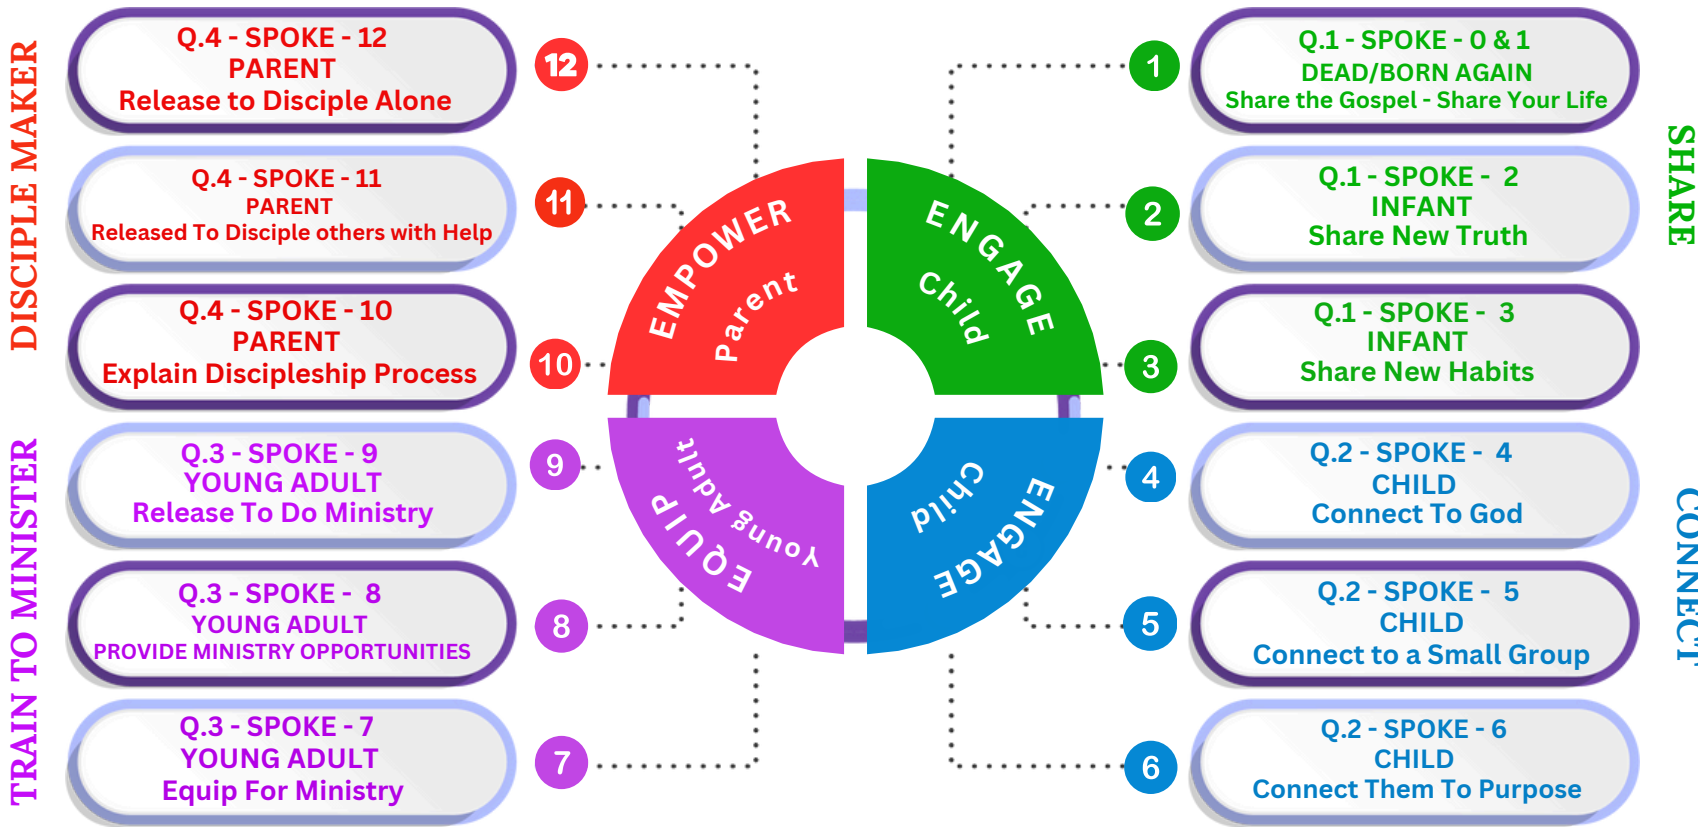 DISCIPLE MAKER
Q.4 - SPOKE - 12
PARENT
Release to Disciple Alone
12
Q.4 - SPOKE - 11
PARENT
Released To Disciple others with Help
11
Q.4 - SPOKE - 10
PARENT
Explain Discipleship Process
10
TRAIN TO MINISTER
Q.3 - SPOKE - 9
YOUNG ADULT
Release To Do Ministry
9
Q.3 - SPOKE - 8
YOUNG ADULT
PROVIDE MINISTRY OPPORTUNITIES
8
Q.3 - SPOKE - 7
YOUNG ADULT
Equip For Ministry
7
EMPOWER
Parent
ENGAGE
Child
EQUIP
Young Adult
ENGAGE
Child
1
Q.1 - SPOKE - 0 & 1
DEAD/BORN AGAIN
Share the Gospel - Share Your Life
2
Q.1 - SPOKE - 2
INFANT
Share New Truth
3
Q.1 - SPOKE - 3
INFANT
Share New Habits
SHARE
4
Q.2 - SPOKE - 4
CHILD
Connect To God
5
Q.2 - SPOKE - 5
CHILD
Connect to a Small Group
6
Q.2 - SPOKE - 6
CHILD
Connect Them To Purpose
CONNECT